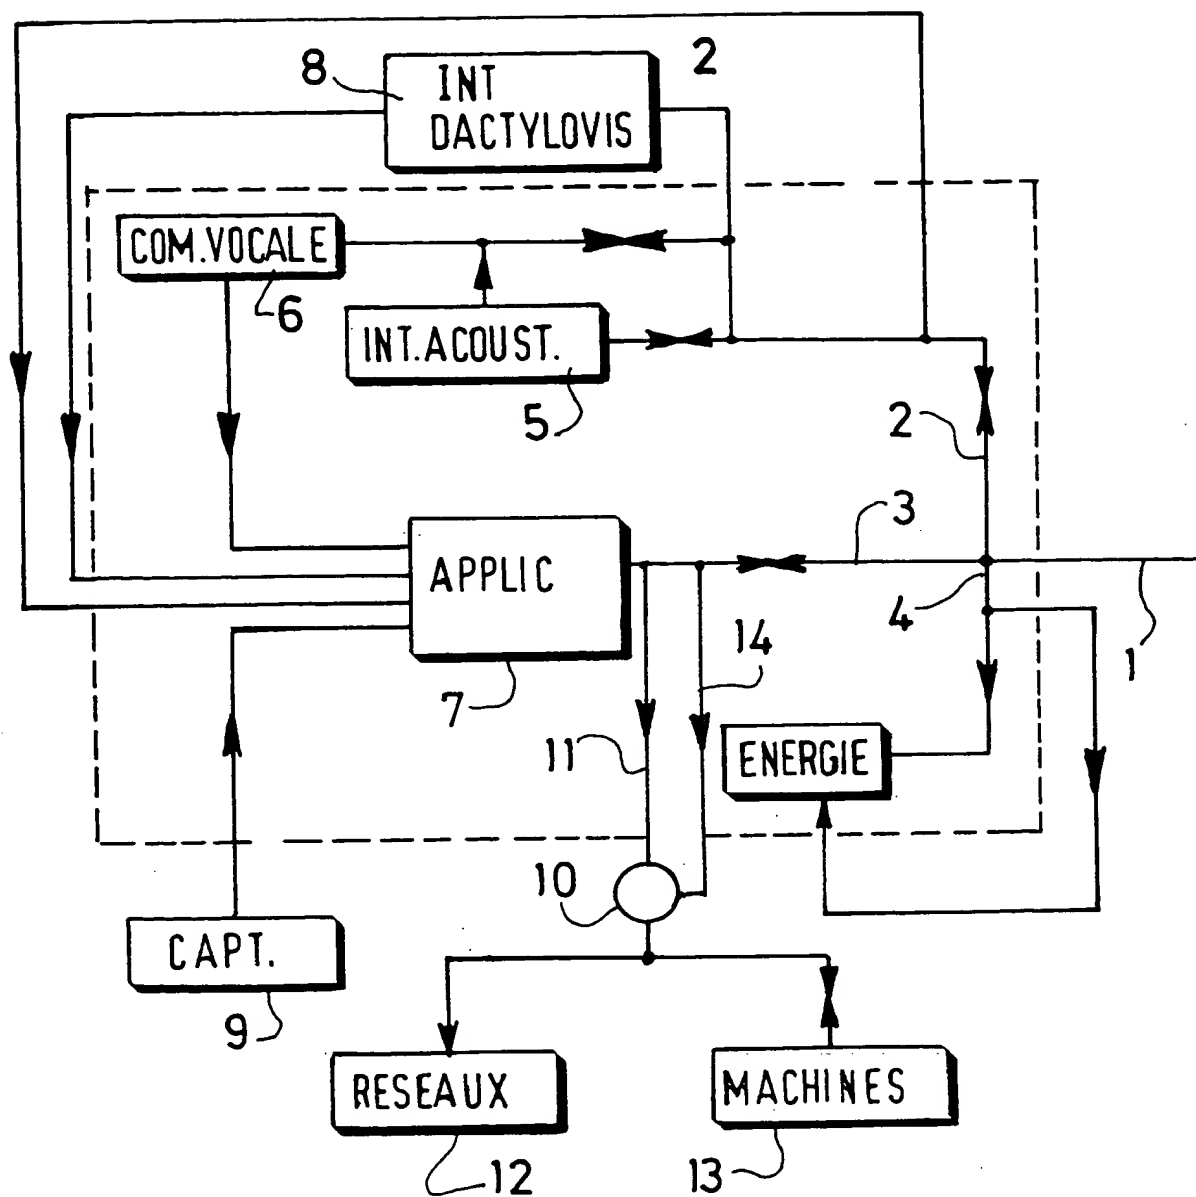 8
INT
DACTYLOVIS
2
COM.VOCALE
6
INT.ACOUST.
5
2
3
APPLIC
4
14
1
7
11
ENERGIE
10
CAPT.
9
RESEAUX
MACHINES
12
13